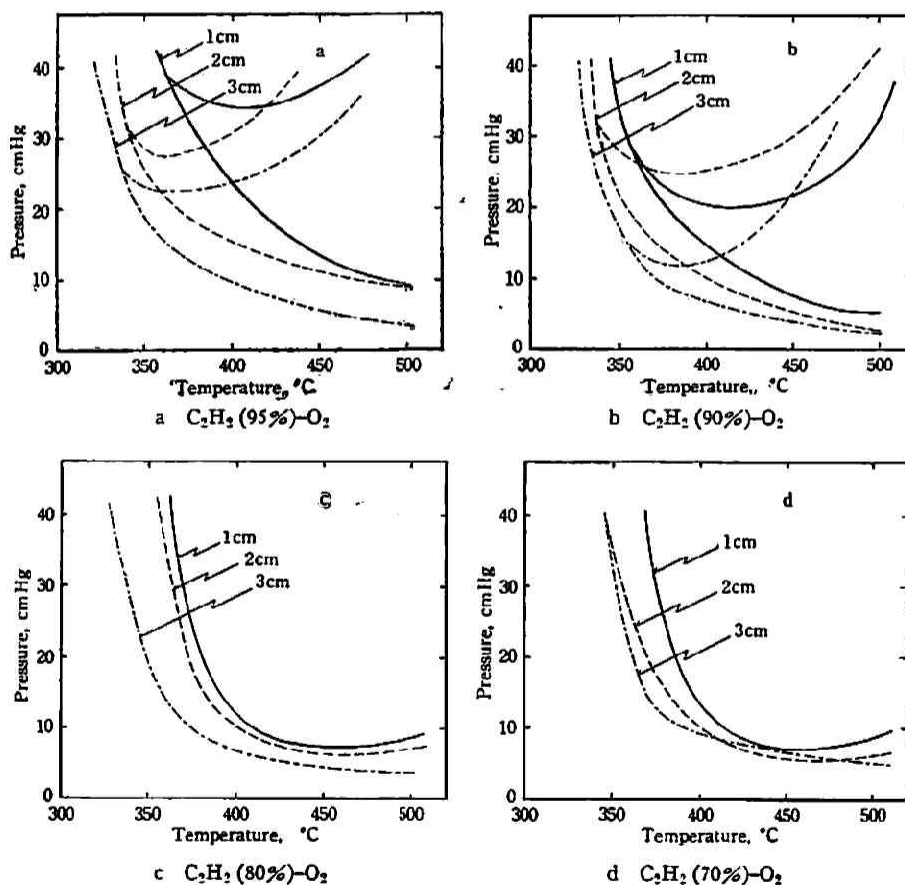 a
1cm
2cm
3cm
40
30
20
10
0
Pressure, cmHg
300 350 400 450 500
Temperature, °C
a C₂H₂ (95%)-O₂
b
1cm
2cm
3cm
40
30
20
10
0
Pressure, cmHg
300 350 400 450 500
Temperature, °C
b C₂H₂ (90%)-O₂
C
1cm
2cm
3cm
40
30
20
10
0
Pressure, cmHg
300 350 400 450 500
Temperature, °C
c C₂H₂ (80%)-O₂
d
1cm
2cm
3cm
40
30
20
10
0
Pressure, cmHg
300 350 400 450 500
Temperature, °C
d C₂H₂ (70%)-O₂